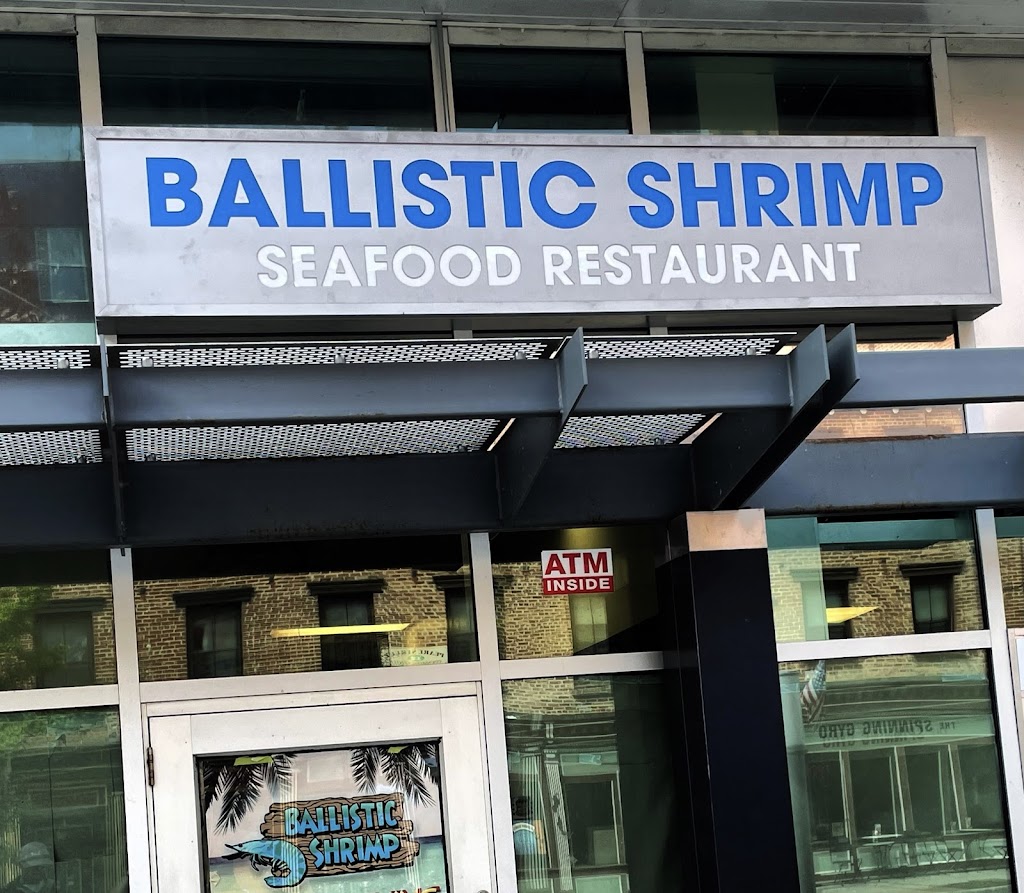 BALLISTIC SHRIMP
SEAFOOD RESTAURANT
ATM
INSIDE
THE SPINNING GYRO
BALLISTIC
SHRIMP